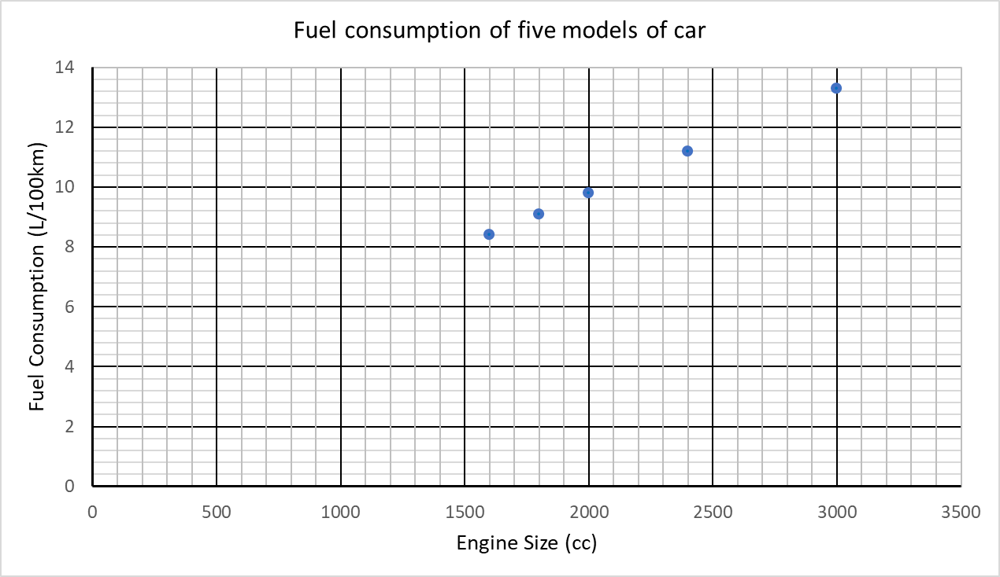 Fuel consumption of five models of car
14
12
10
8
6
4
2
0
Fuel Consumption (L/100km)
0 500 1000 1500 2000 2500 3000 3500
Engine Size (cc)